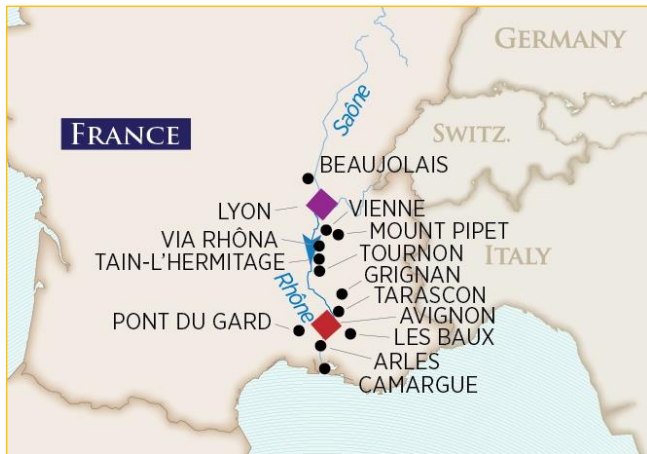 GERMANY
FRANCE
Saône
SWITZ.
BEAUJOLAIS
LYON
VIENNE
MOUNT PIPET
VIA RHÔNA
TOURNON
TAIN-L'HERMITAGE
ITALY
GRIGNAN
Rhône
TARASCON
AVIGNON
PONT DU GARD
LES BAUX
ARLES
CAMARGUE